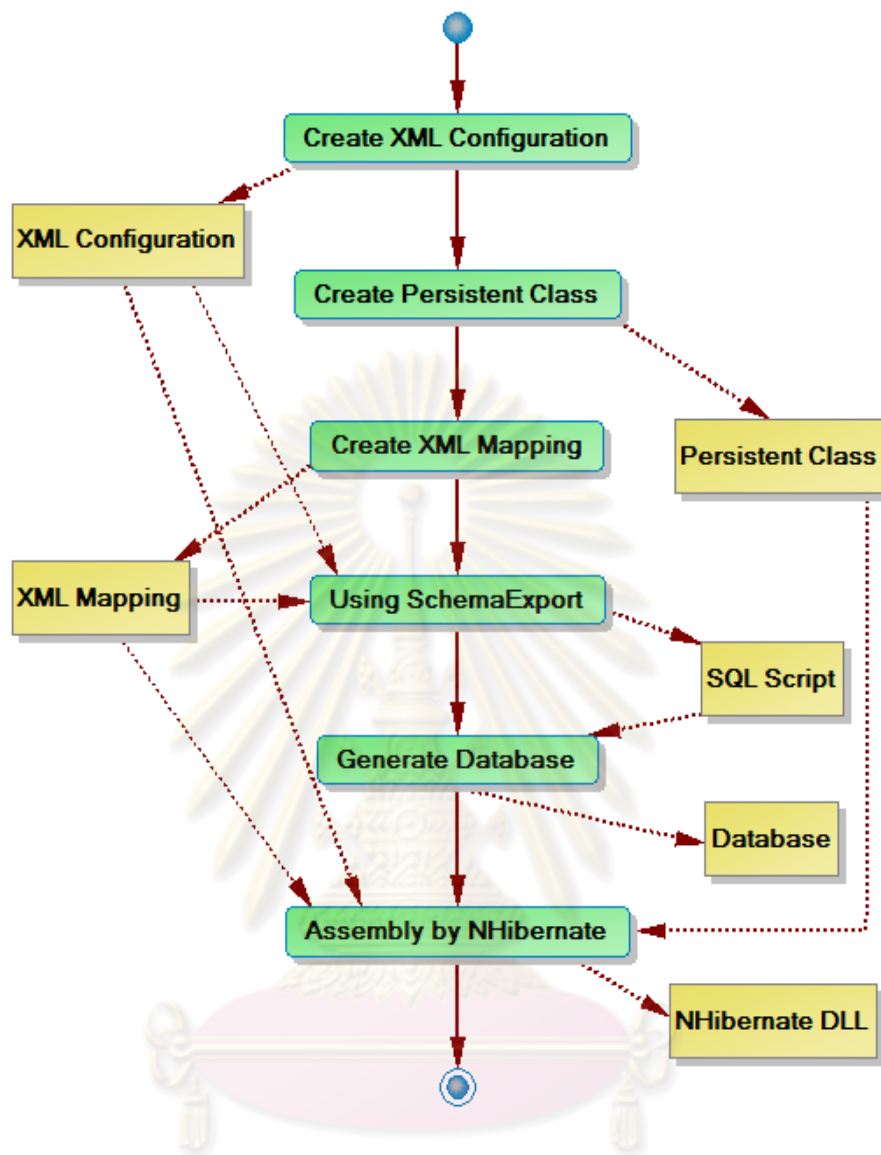 Create XML Configuration
XML Configuration
Create Persistent Class
Create XML Mapping
Persistent Class
XML Mapping
Using SchemaExport
SQL Script
Generate Database
Database
Assembly by NHibernate
NHibernate DLL